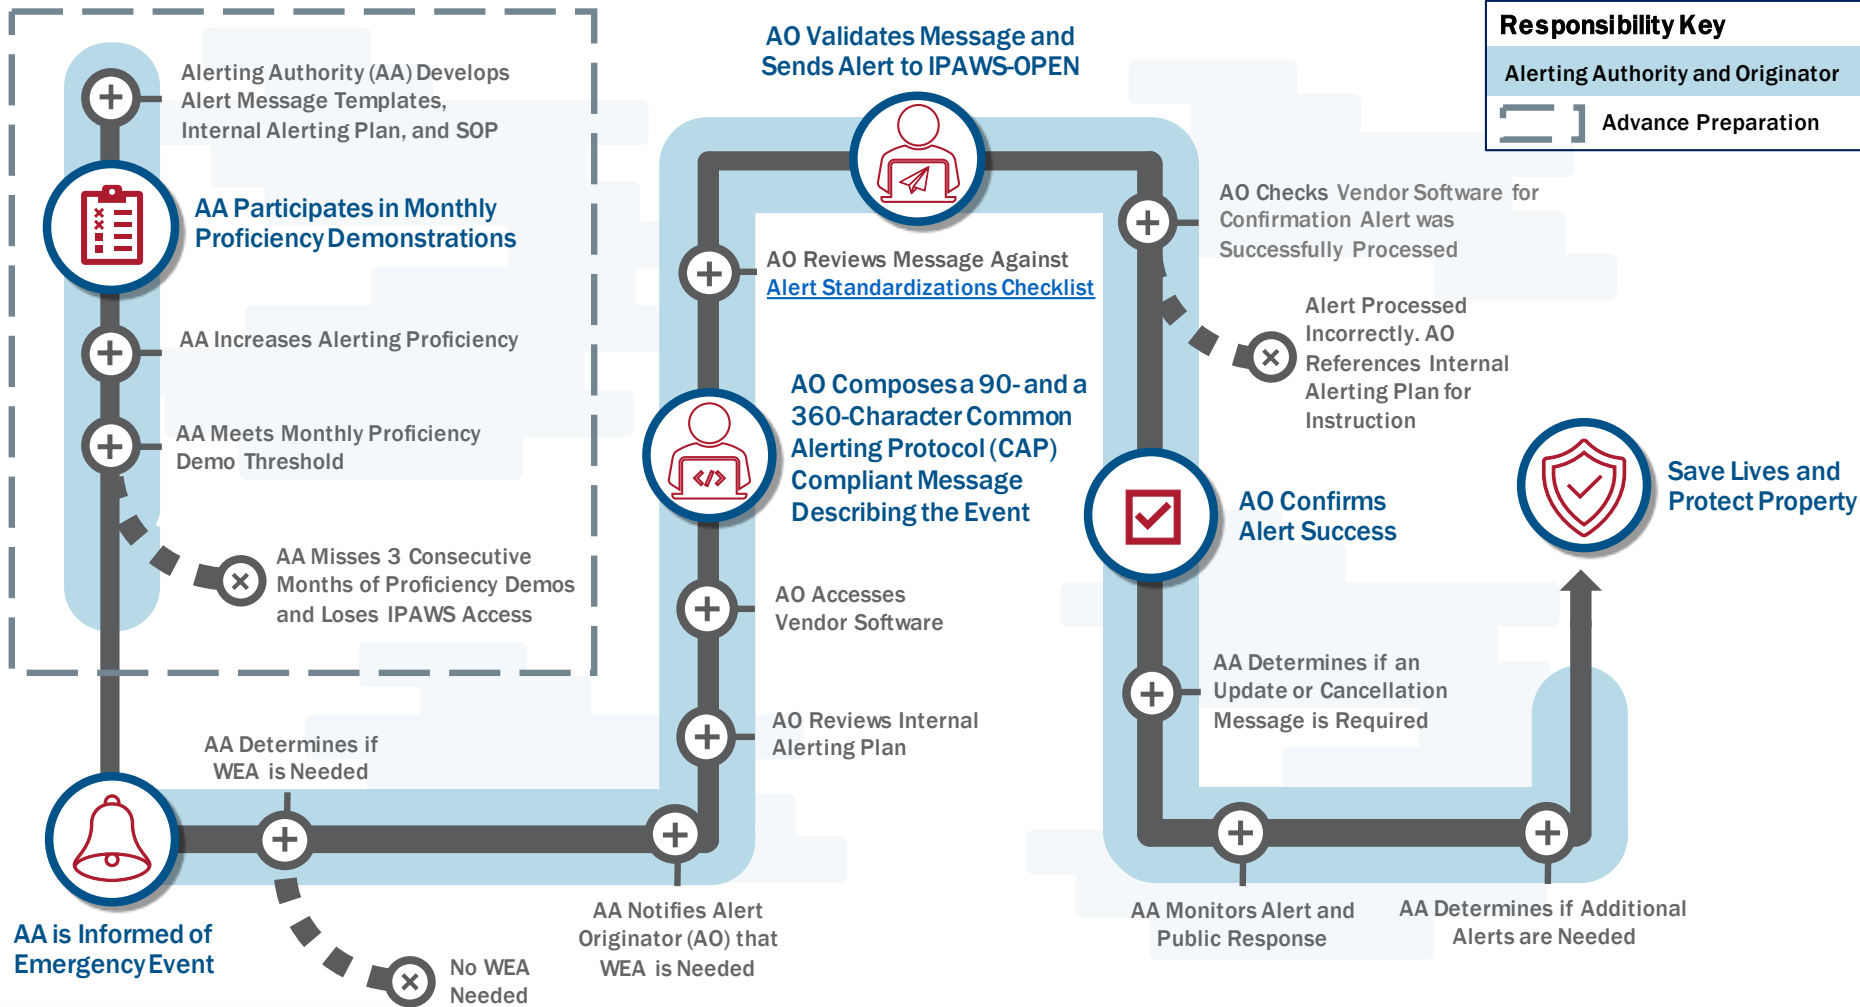 Responsibility Key
Alerting Authority and Originator
Advance Preparation
Alerting Authority (AA) Develops
Alert Message Templates,
Internal Alerting Plan, and SOP
AA Participates in Monthly
Proficiency Demonstrations
AA Increases Alerting Proficiency
AA Meets Monthly Proficiency
Demo Threshold
AA Misses 3 Consecutive
Months of Proficiency Demos
and Loses IPAWS Access
AA is Informed of
Emergency Event
AA Determines if
WEA is Needed
No WEA
Needed
AA Notifies Alert
Originator (AO) that
WEA is Needed
AO Reviews Internal
Alerting Plan
AO Accesses
Vendor Software
AO Composes a 90- and a
360-Character Common
Alerting Protocol (CAP)
Compliant Message
Describing the Event
AO Reviews Message Against
Alert Standardizations Checklist
AO Validates Message and
Sends Alert to IPAWS-OPEN
AO Checks Vendor Software for
Confirmation Alert was
Successfully Processed
Alert Processed
Incorrectly. AO
References Internal
Alerting Plan for
Instruction
AO Confirms
Alert Success
AA Determines if an
Update or Cancellation
Message is Required
AA Monitors Alert and
Public Response
AA Determines if Additional
Alerts are Needed
Save Lives and
Protect Property